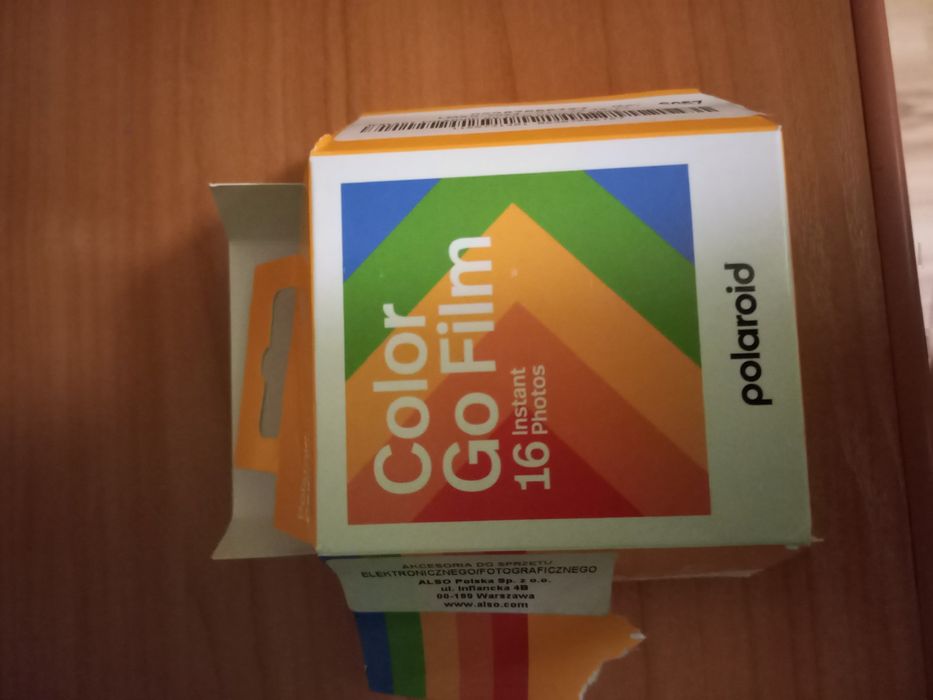 Color
Go Film
16 Instant
Photos
polaroid
AKCESORIA DO SPRZĘTU
ELEKTRONICZNEGO/FOTOGRAFICZNEGO
ALSO Polska Sp. z o.o.
ul. Inflancka 4B
00-189 Warszawa
www.also.com